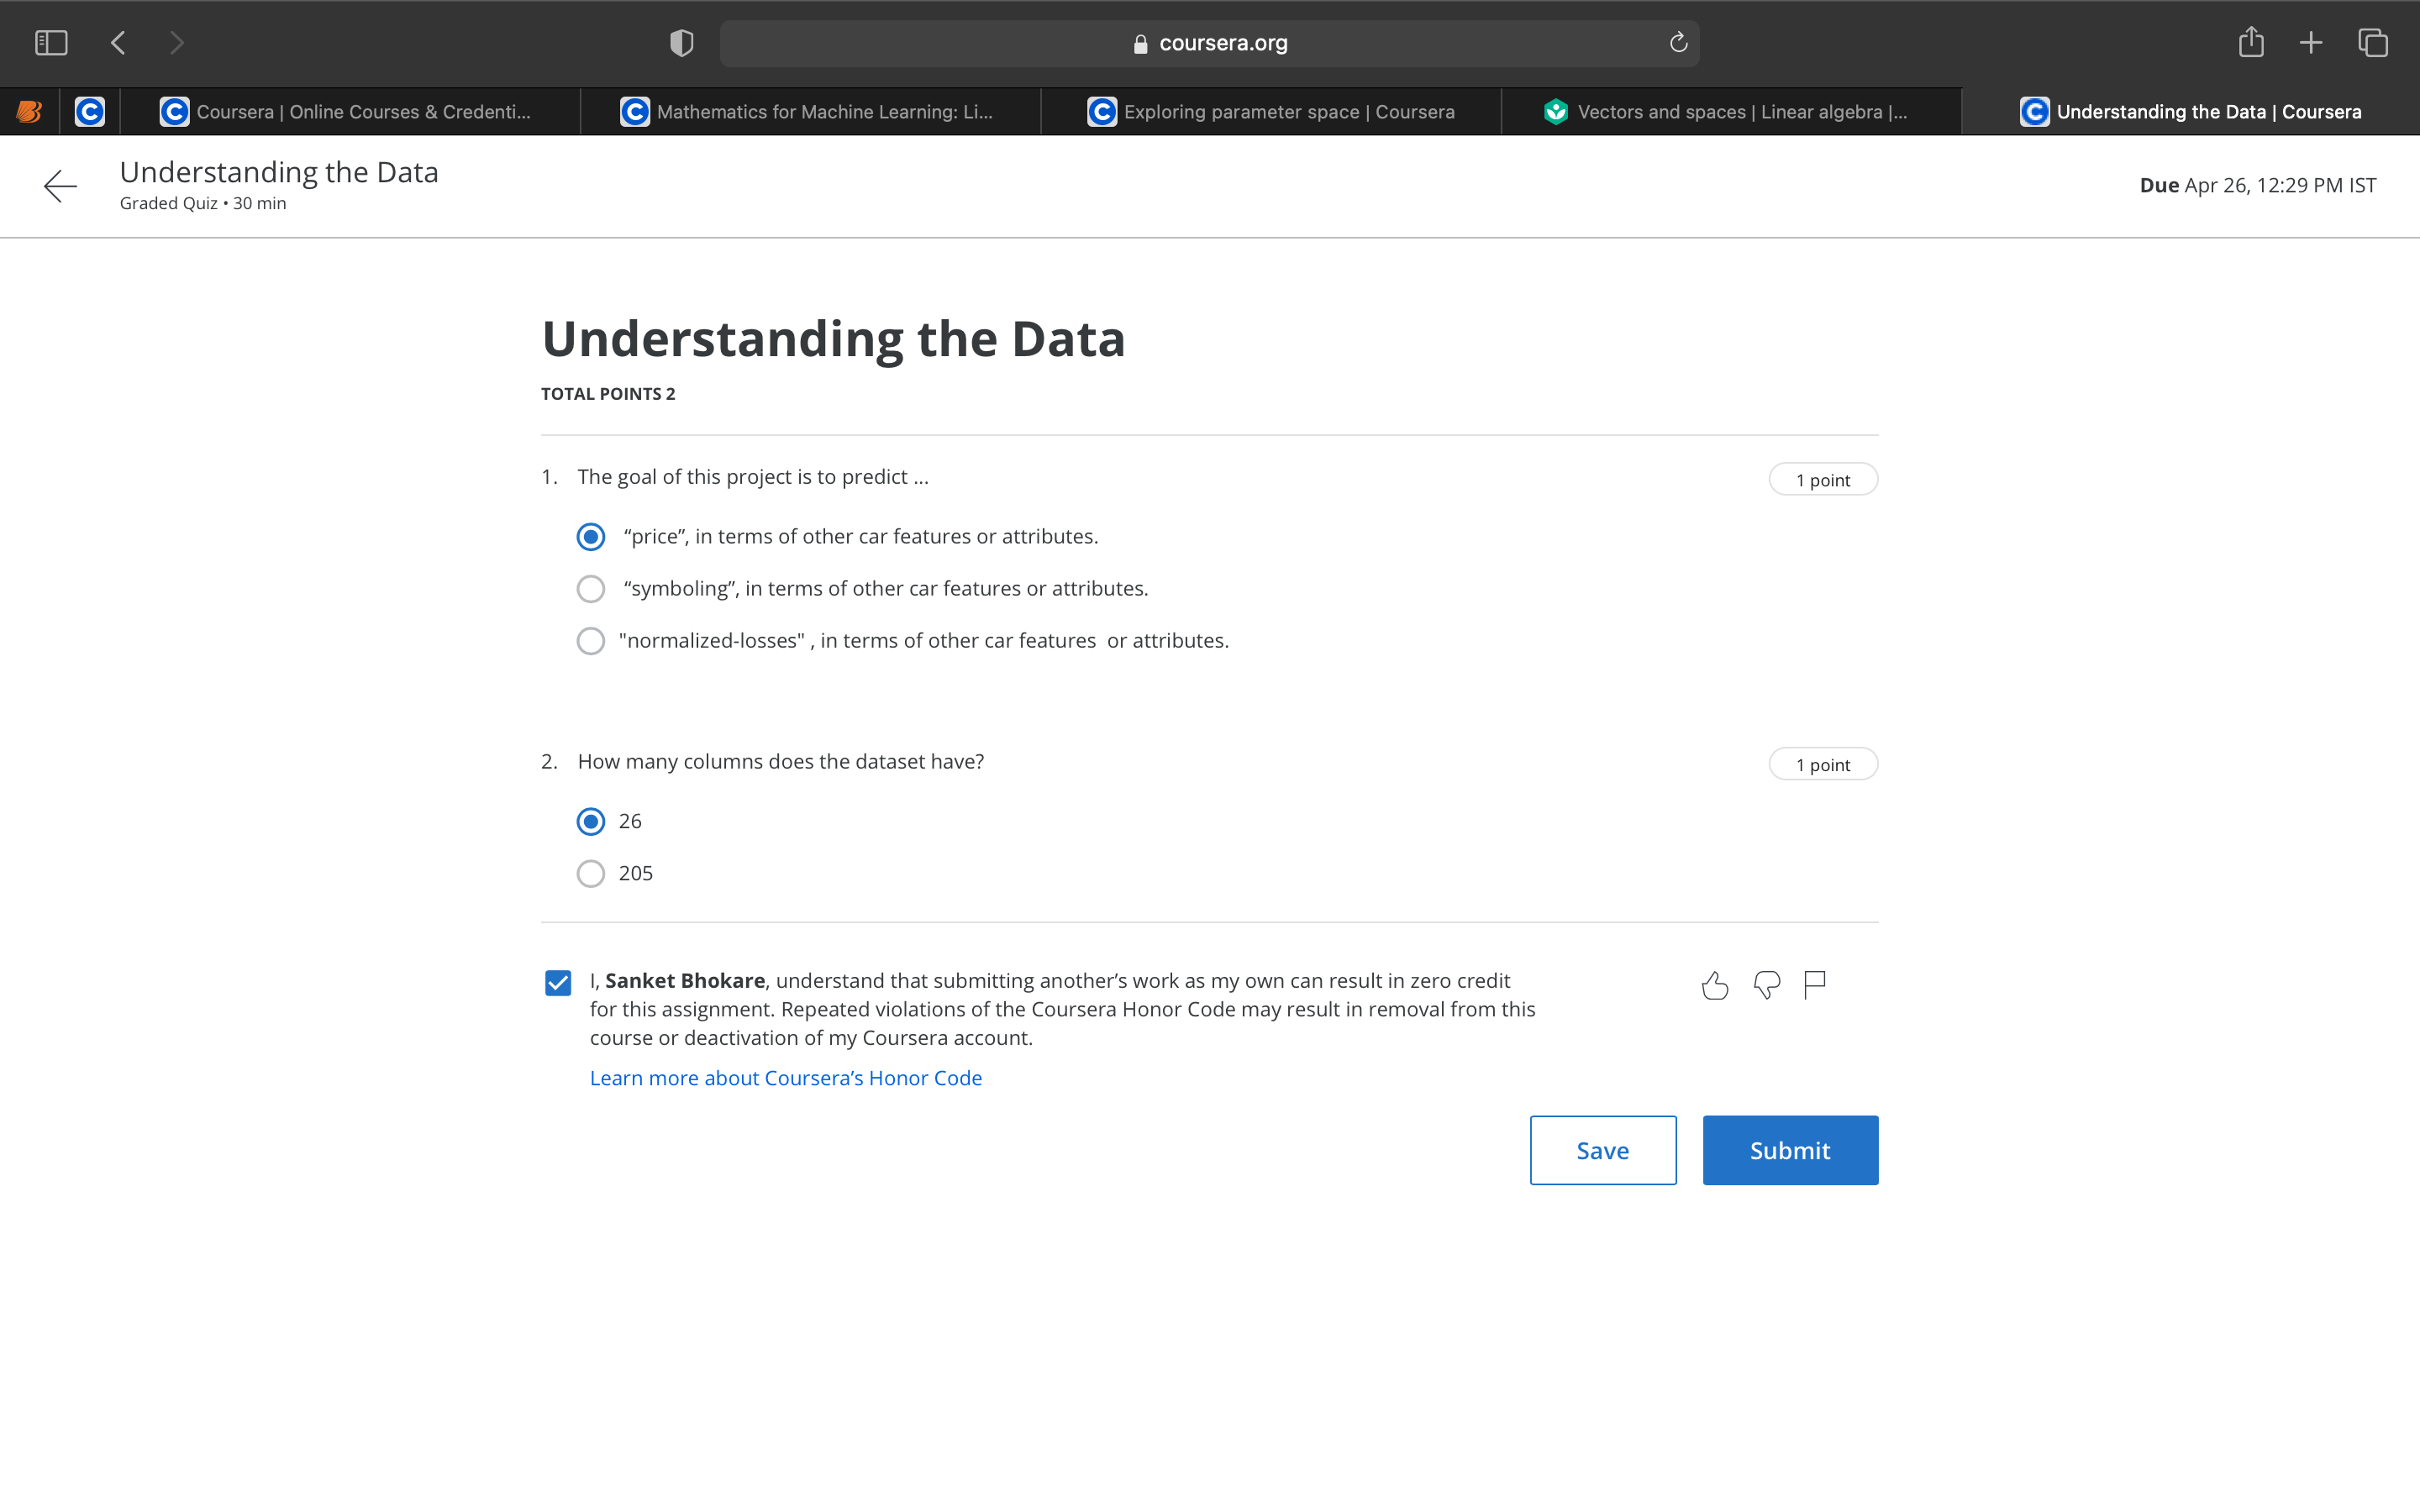 coursera.org
Coursera | Online Courses & Credenti...
Mathematics for Machine Learning: Li...
Exploring parameter space | Coursera
Vectors and spaces | Linear algebra |...
Understanding the Data | Coursera
Understanding the Data
Graded Quiz • 30 min
Due Apr 26, 12:29 PM IST
Understanding the Data
TOTAL POINTS 2
1. The goal of this project is to predict ...
1 point
“price”, in terms of other car features or attributes.
“symboling”, in terms of other car features or attributes.
"normalized-losses" , in terms of other car features  or attributes.
2. How many columns does the dataset have?
1 point
26
205
I, Sanket Bhokare, understand that submitting another’s work as my own can result in zero credit
for this assignment. Repeated violations of the Coursera Honor Code may result in removal from this
course or deactivation of my Coursera account.
Learn more about Coursera’s Honor Code
Save
Submit